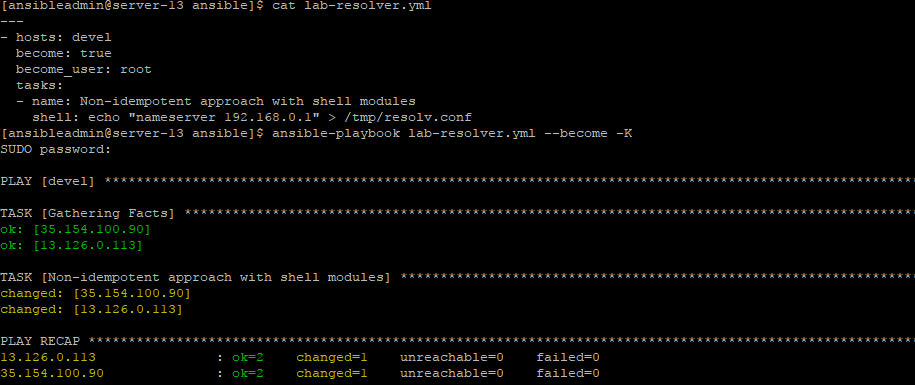 [ansibleadmin@server-13 ansible]$ cat lab-resolver.yml
---
- hosts: devel
  become: true
  become_user: root
  tasks:
  - name: Non-idempotent approach with shell modules
    shell: echo "nameserver 192.168.0.1" > /tmp/resolv.conf
[ansibleadmin@server-13 ansible]$ ansible-playbook lab-resolver.yml --become -K
SUDO password:
PLAY [devel] *****************************************************************************************************
TASK [Gathering Facts] *******************************************************************************************
ok: [35.154.100.90]
ok: [13.126.0.113]
TASK [Non-idempotent approach with shell modules] ****************************************************************
changed: [35.154.100.90]
changed: [13.126.0.113]
PLAY RECAP *******************************************************************************************************
13.126.0.113               : ok=2    changed=1    unreachable=0    failed=0
35.154.100.90              : ok=2    changed=1    unreachable=0    failed=0